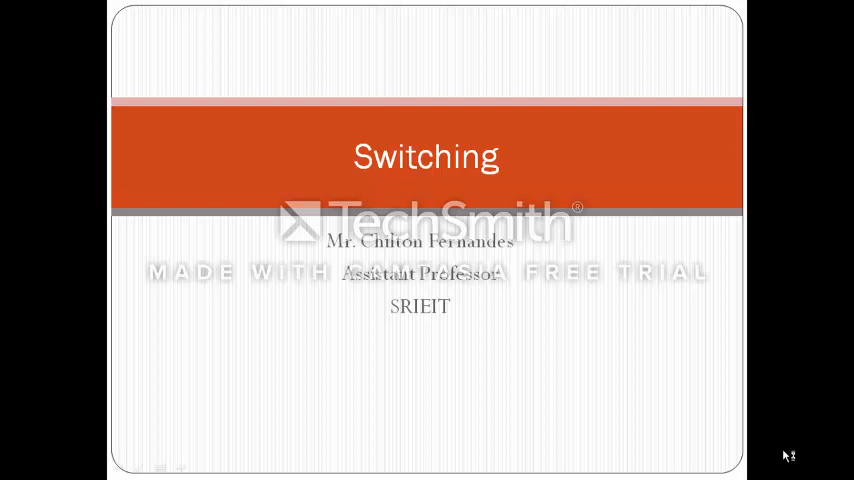 Switching
TechSmith®
Mr. Chilton Fernandes
MADE WITH CAMTASIA FREE TRIAL
Assistant Professor
SRIEIT